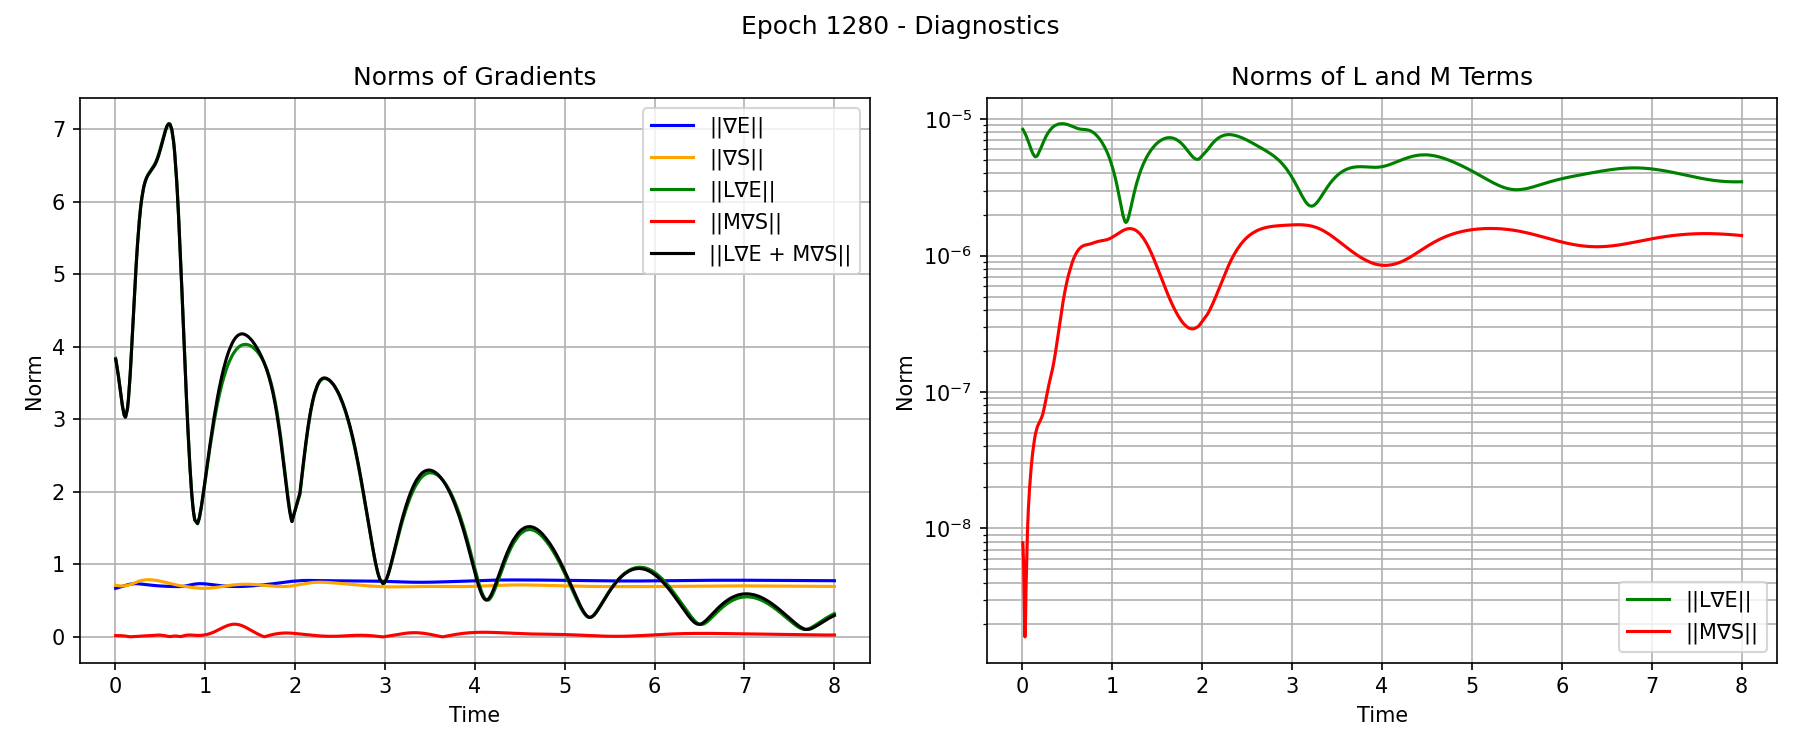 Epoch 1280 - Diagnostics
Norms of Gradients
Norm
7
6
5
4
3
2
1
0
||∇E||
||∇S||
||L∇E||
||M∇S||
||L∇E + M∇S||
0 1 2 3 4 5 6 7 8
Time
Norms of L and M Terms
Norm
10⁻⁵
10⁻⁶
10⁻⁷
10⁻⁸
||L∇E||
||M∇S||
0 1 2 3 4 5 6 7 8
Time